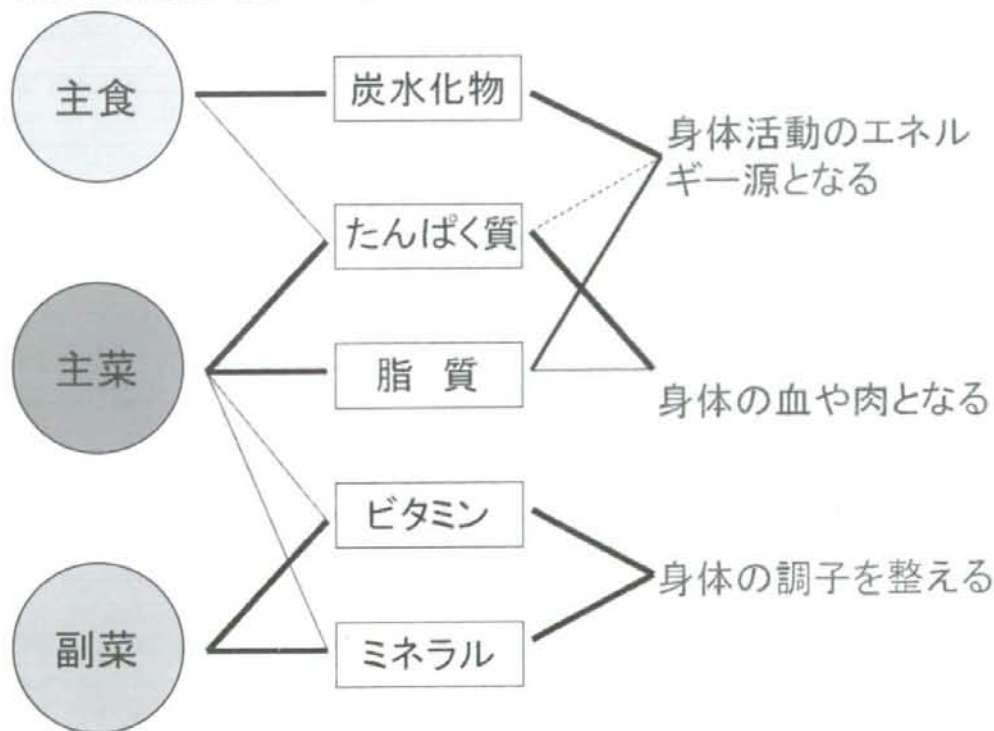 主食
炭水化物
身体活動のエネル
ギー源となる
たんぱく質
主菜
脂 質
身体の血や肉となる
ビタミン
身体の調子を整える
副菜
ミネラル